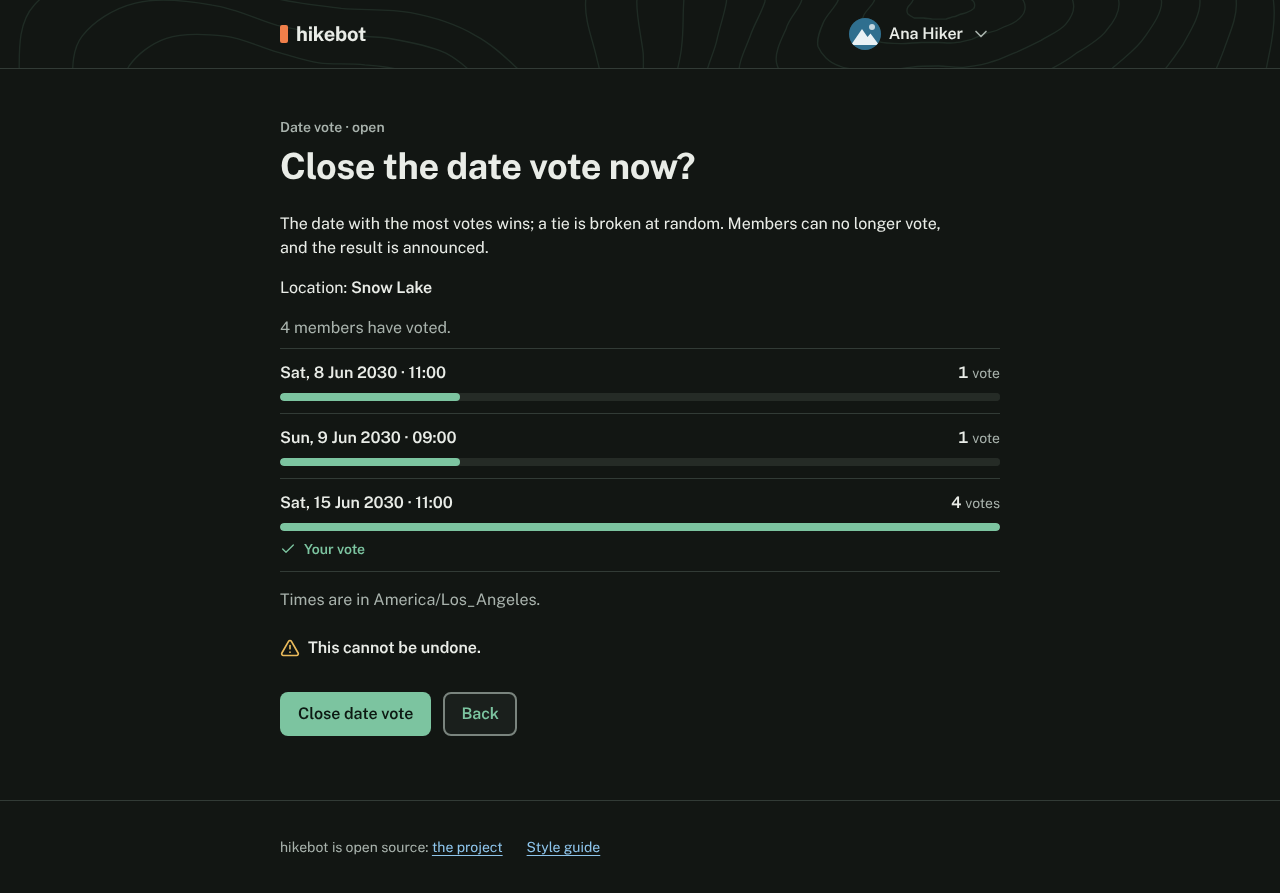 hikebot
Ana Hiker
Date vote · open
Close the date vote now?
The date with the most votes wins; a tie is broken at random. Members can no longer vote,
and the result is announced.
Location: Snow Lake
4 members have voted.
Sat, 8 Jun 2030 · 11:00
1 vote
Sun, 9 Jun 2030 · 09:00
1 vote
Sat, 15 Jun 2030 · 11:00
4 votes
Your vote
Times are in America/Los_Angeles.
This cannot be undone.
Close date vote
Back
hikebot is open source: the project
Style guide